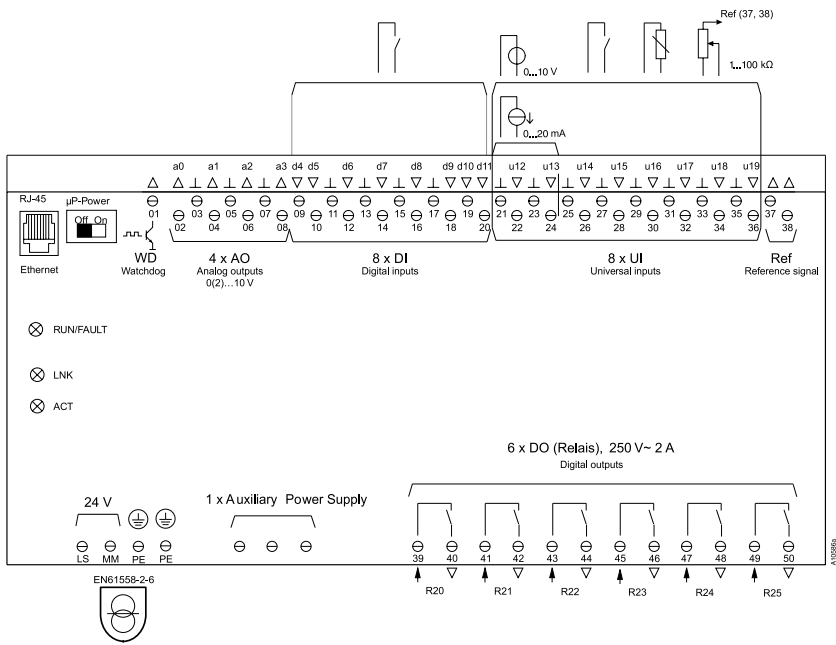 Ref (37, 38)
0...10 V
1...100 kΩ
0...20 mA
a0 a1 a2 a3 d4 d5 d6 d7 d8 d9 d10 d11 u12 u13 u14 u15 u16 u17 u18 u19
RJ-45
µP-Power
Off On
01 03 05 07 09 11 13 15 17 19 21 23 25 27 29 31 33 35 37
02 04 06 08 10 12 14 16 18 20 22 24 26 28 30 32 34 36 38
Ethernet
WD
Watchdog
4 x AO
Analog outputs
0(2)...10 V
8 x DI
Digital inputs
8 x UI
Universal inputs
Ref
Reference signal
RUN/FAULT
LNK
ACT
6 x DO (Relais), 250 V~ 2 A
Digital outputs
24 V
1 x Auxiliary Power Supply
LS MM PE PE
39 40 41 42 43 44 45 46 47 48 49 50
R20 R21 R22 R23 R24 R25
EN61558-2-6
A10586a